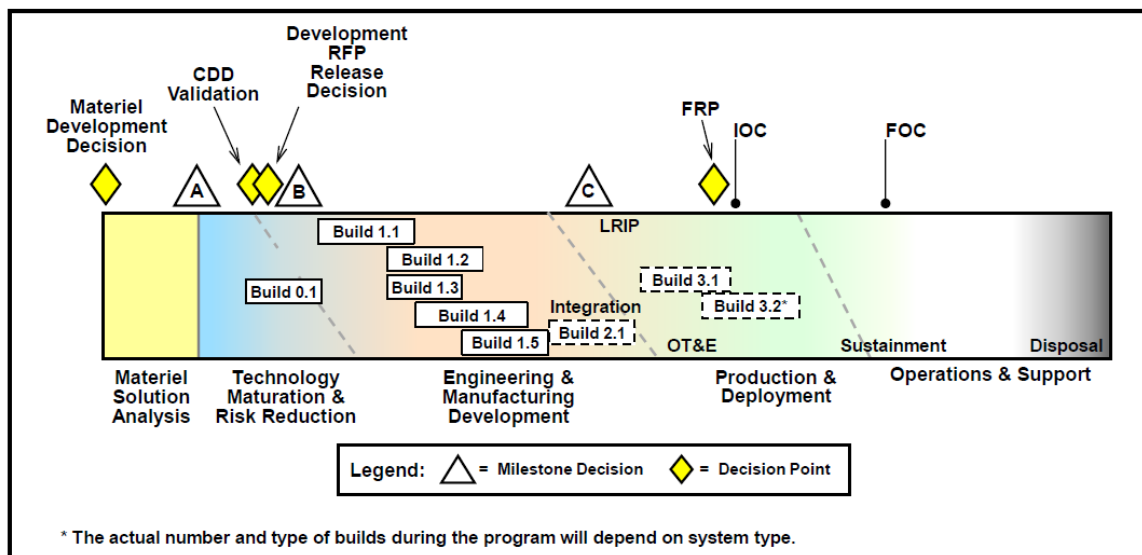 Development
RFP
Release
Decision
CDD
Validation
Materiel
Development
Decision
FRP
IOC
FOC
A
B
C
LRIP
Build 1.1
Build 1.2
Build 1.3
Build 0.1
Build 1.4
Build 1.5
Integration
Build 2.1
Build 3.1
Build 3.2*
OT&E
Sustainment
Disposal
Materiel
Solution
Analysis
Technology
Maturation &
Risk Reduction
Engineering &
Manufacturing
Development
Production &
Deployment
Operations & Support
Legend:
= Milestone Decision
= Decision Point
* The actual number and type of builds during the program will depend on system type.